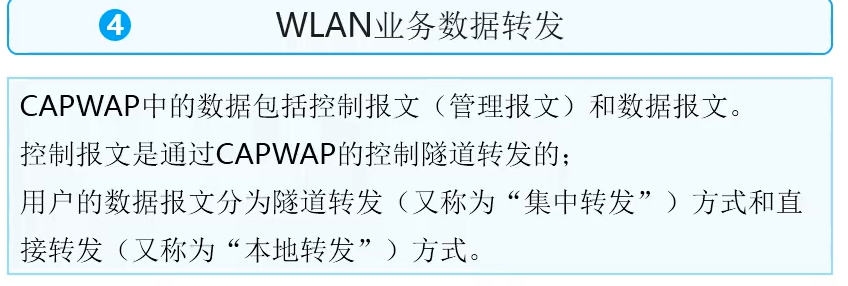 4 WLAN业务数据转发
CAPWAP中的数据包括控制报文（管理报文）和数据报文。
控制报文是通过CAPWAP的控制隧道转发的；
用户的数据报文分为隧道转发（又称为“集中转发”）方式和直
接转发（又称为“本地转发”）方式。